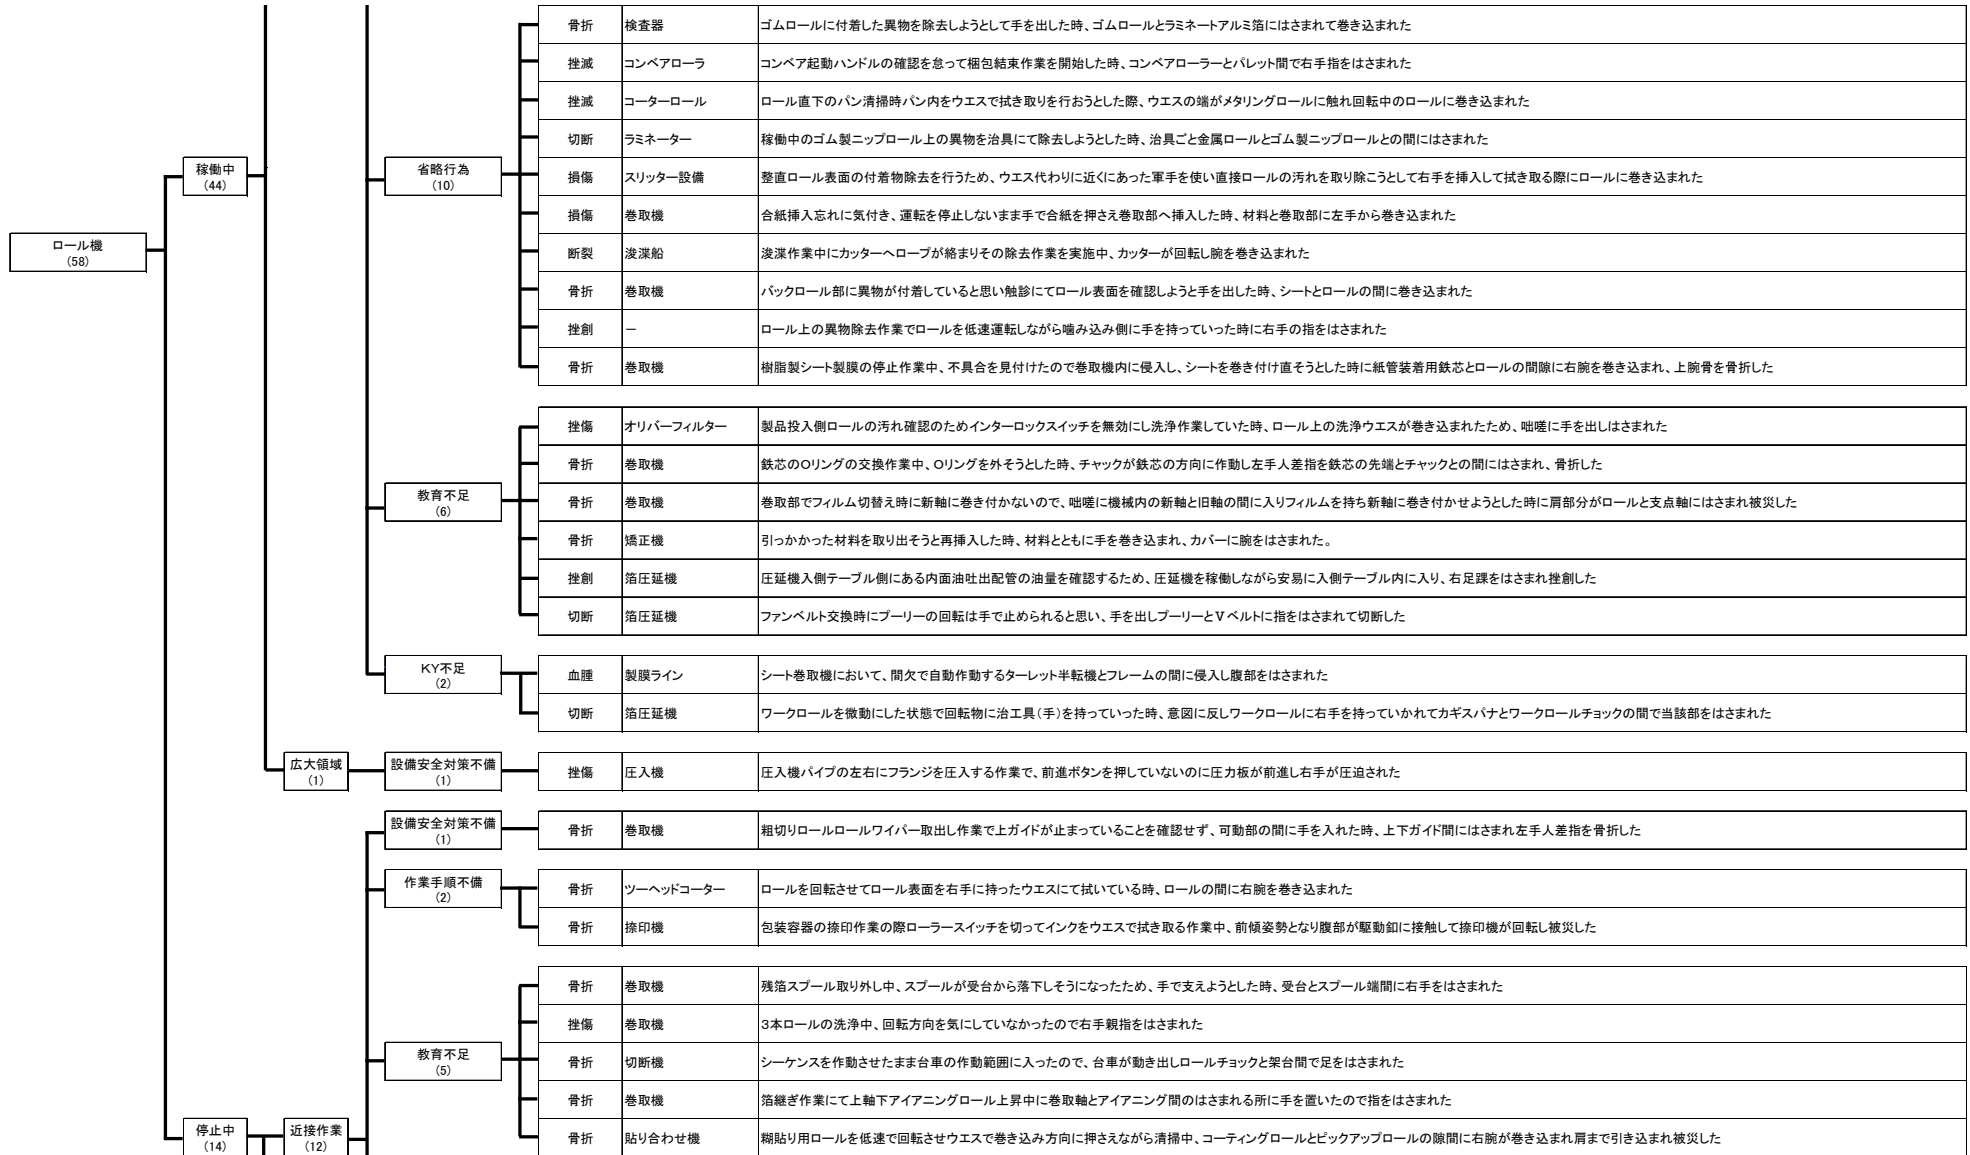 ロール機
(58)
稼働中
(44)
省略行為
(10)
骨折 検査器 ゴムロールに付着した異物を除去しようとして手を出した時、ゴムロールとラミネートアルミ箔にはさまれて巻き込まれた
挫滅 コンベアローラ コンベア起動ハンドルの確認を怠って梱包結束作業を開始した時、コンベアローラーとパレット間で右手指をはさまれた
挫滅 コーターロール ロール直下のパン清掃時パン内をウエスで拭き取りを行おうとした際、ウエスの端がメタリングロールに触れ回転中のロールに巻き込まれた
切断 ラミネーター 稼働中のゴム製ニップロール上の異物を治具にて除去しようとした時、治具ごと金属ロールとゴム製ニップロールとの間にはさまれた
損傷 スリッター設備 整直ロール表面の付着物除去を行うため、ウエス代わりに近くにあった軍手を使い直接ロールの汚れを取り除こうとして右手を挿入して拭き取る際にロールに巻き込まれた
損傷 巻取機 合紙挿入忘れに気付き、運転を停止しないまま手で合紙を押さえ巻取部へ挿入した時、材料と巻取部に左手から巻き込まれた
断裂 浚渫船 浚渫作業中にカッターへロープが絡まりその除去作業を実施中、カッターが回転し腕を巻き込まれた
骨折 巻取機 バックロール部に異物が付着していると思い触診にてロール表面を確認しようと手を出した時、シートとロールの間に巻き込まれた
挫創 － ロール上の異物除去作業でロールを低速運転しながら噛み込み側に手を持っていった時に右手の指をはさまれた
骨折 巻取機 樹脂製シート製膜の停止作業中、不具合を見付けたので巻取機内に侵入し、シートを巻き付け直そうとした時に紙管装着用鉄芯とロールの間隙に右腕を巻き込まれ、上腕骨を骨折した
教育不足
(6)
挫傷 オリバーフィルター 製品投入側ロールの汚れ確認のためインターロックスイッチを無効にし洗浄作業していた時、ロール上の洗浄ウエスが巻き込まれたため、咄嗟に手を出しはさまれた
骨折 巻取機 鉄芯のOリングの交換作業中、Oリングを外そうとした時、チャックが鉄芯の方向に作動し左手人差指を鉄芯の先端とチャックとの間にはさまれ、骨折した
骨折 巻取機 巻取部でフィルム切替え時に新軸に巻き付かないので、咄嗟に機械内の新軸と旧軸の間に入りフィルムを持ち新軸に巻き付かせようとした時に肩部分がロールと支点軸にはさまれ被災した
骨折 矯正機 引っかかった材料を取り出そうと再挿入した時、材料とともに手を巻き込まれ、カバーに腕をはさまれた。
挫創 箔圧延機 圧延機入側テーブル側にある内面油吐出配管の油量を確認するため、圧延機を稼働しながら安易に入側テーブル内に入り、右足踝をはさまれ挫創した
切断 箔圧延機 ファンベルト交換時にプーリーの回転は手で止められると思い、手を出しプーリーとVベルトに指をはさまれて切断した
KY不足
(2)
血腫 製膜ライン シート巻取機において、間欠で自動作動するターレット半転機とフレームの間に侵入し腹部をはさまれた
切断 箔圧延機 ワークロールを微動にした状態で回転物に治工具(手)を持っていった時、意図に反しワークロールに右手を持っていかれてカギスパナとワークロールチョックの間で当該部をはさまれた
広大領域
(1)
設備安全対策不備
(1)
挫傷 圧入機 圧入機パイプの左右にフランジを圧入する作業で、前進ボタンを押していないのに圧力板が前進し右手が圧迫された
設備安全対策不備
(1)
骨折 巻取機 粗切りロールロールワイパー取出し作業で上ガイドが止まっていることを確認せず、可動部の間に手を入れた時、上下ガイド間にはさまれ左手人差指を骨折した
作業手順不備
(2)
骨折 ツーヘッドコーター ロールを回転させてロール表面を右手に持ったウエスにて拭いている時、ロールの間に右腕を巻き込まれた
骨折 捺印機 包装容器の捺印作業の際ローラースイッチを切ってインクをウエスで拭き取る作業中、前傾姿勢となり腹部が駆動釦に接触して捺印機が回転し被災した
教育不足
(5)
骨折 巻取機 残箔スプール取り外し中、スプールが受台から落下しそうになったため、手で支えようとした時、受台とスプール端間に右手をはさまれた
挫傷 巻取機 3本ロールの洗浄中、回転方向を気にしていなかったので右手親指をはさまれた
骨折 切断機 シーケンスを作動させたまま台車の作動範囲に入ったので、台車が動き出しロールチョックと架台間で足をはさまれた
骨折 巻取機 箔継ぎ作業にて上軸下アイアニングロール上昇中に巻取軸とアイアニング間のはさまれる所に手を置いたので指をはさまれた
骨折 貼り合わせ機 糊貼り用ロールを低速で回転させウエスで巻き込み方向に押さえながら清掃中、コーティングロールとピックアップロールの隙間に右腕が巻き込まれ肩まで引き込まれ被災した
停止中
(14)
近接作業
(12)